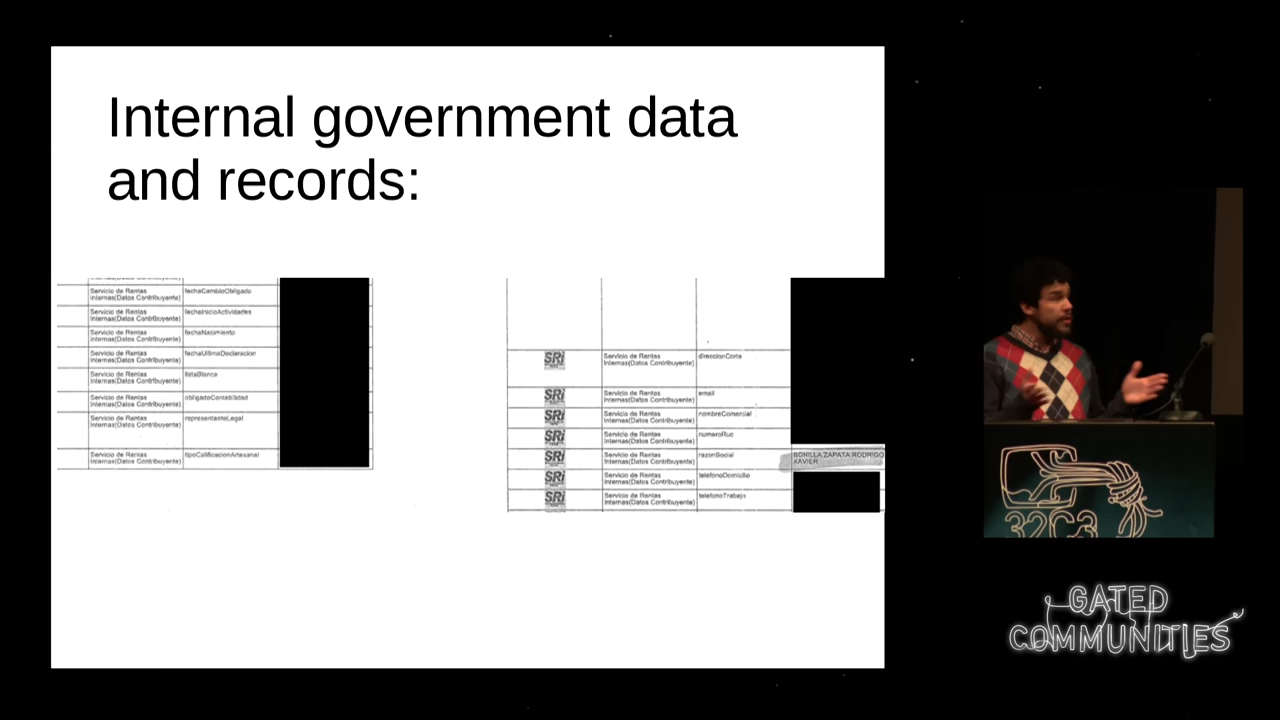 Internal government data
and records:
Servicio de Rentas
Internas(Datos Contribuyente)
fechaCambioObligado
Servicio de Rentas
Internas(Datos Contribuyente)
fechaInicioActividades
Servicio de Rentas
Internas(Datos Contribuyente)
fechaNacimiento
Servicio de Rentas
Internas(Datos Contribuyente)
fechaUltimaDeclaracion
Servicio de Rentas
Internas(Datos Contribuyente)
listaBlanca
Servicio de Rentas
Internas(Datos Contribuyente)
obligadoContabilidad
Servicio de Rentas
Internas(Datos Contribuyente)
representanteLegal
Servicio de Rentas
Internas(Datos Contribuyente)
tipoCalificacionArtesanal
SRi
Servicio de Rentas
Internas(Datos Contribuyente)
direccionCorta
SRi
Servicio de Rentas
Internas(Datos Contribuyente)
email
SRi
Servicio de Rentas
Internas(Datos Contribuyente)
nombreComercial
SRi
Servicio de Rentas
Internas(Datos Contribuyente)
numeroRuc
SRi
Servicio de Rentas
Internas(Datos Contribuyente)
razonSocial
BONILLA ZAPATA RODRIGO
XAVIER
SRi
Servicio de Rentas
Internas(Datos Contribuyente)
telefonoDomicilio
SRi
Servicio de Rentas
Internas(Datos Contribuyente)
telefonoTrabajo
32C3
GATED
COMMUNITIES